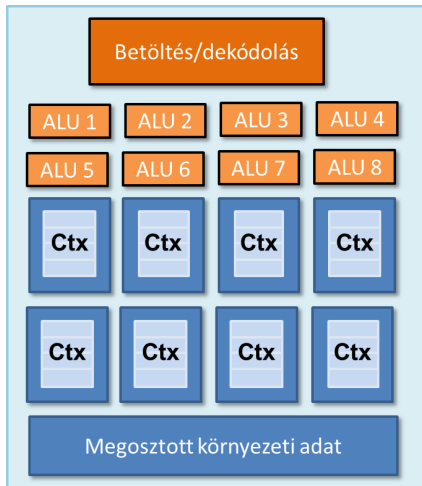 Betöltés/dekódolás
ALU 1 ALU 2 ALU 3 ALU 4
ALU 5 ALU 6 ALU 7 ALU 8
Ctx Ctx Ctx Ctx
Ctx Ctx Ctx Ctx
Megosztott környezeti adat